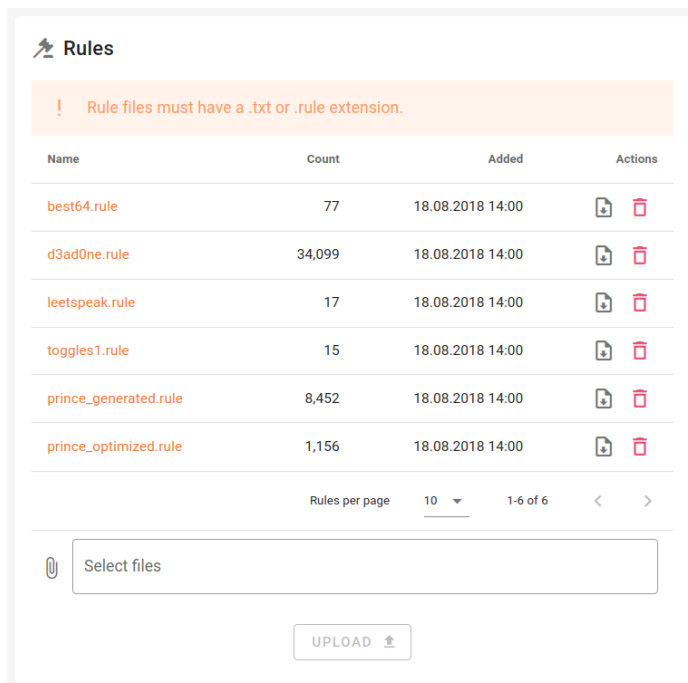 Rules
! Rule files must have a .txt or .rule extension.
Name Count Added Actions
best64.rule 77 18.08.2018 14:00
d3ad0ne.rule 34,099 18.08.2018 14:00
leetspeak.rule 17 18.08.2018 14:00
toggles1.rule 15 18.08.2018 14:00
prince_generated.rule 8,452 18.08.2018 14:00
prince_optimized.rule 1,156 18.08.2018 14:00
Rules per page 10 1-6 of 6
Select files
UPLOAD